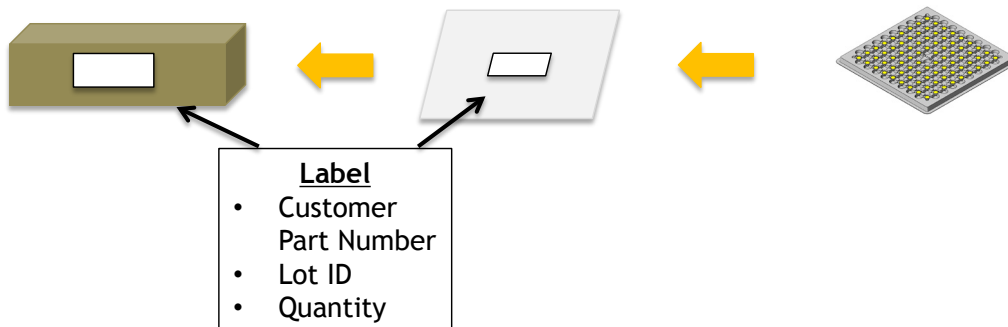 Label
• Customer
Part Number
• Lot ID
• Quantity